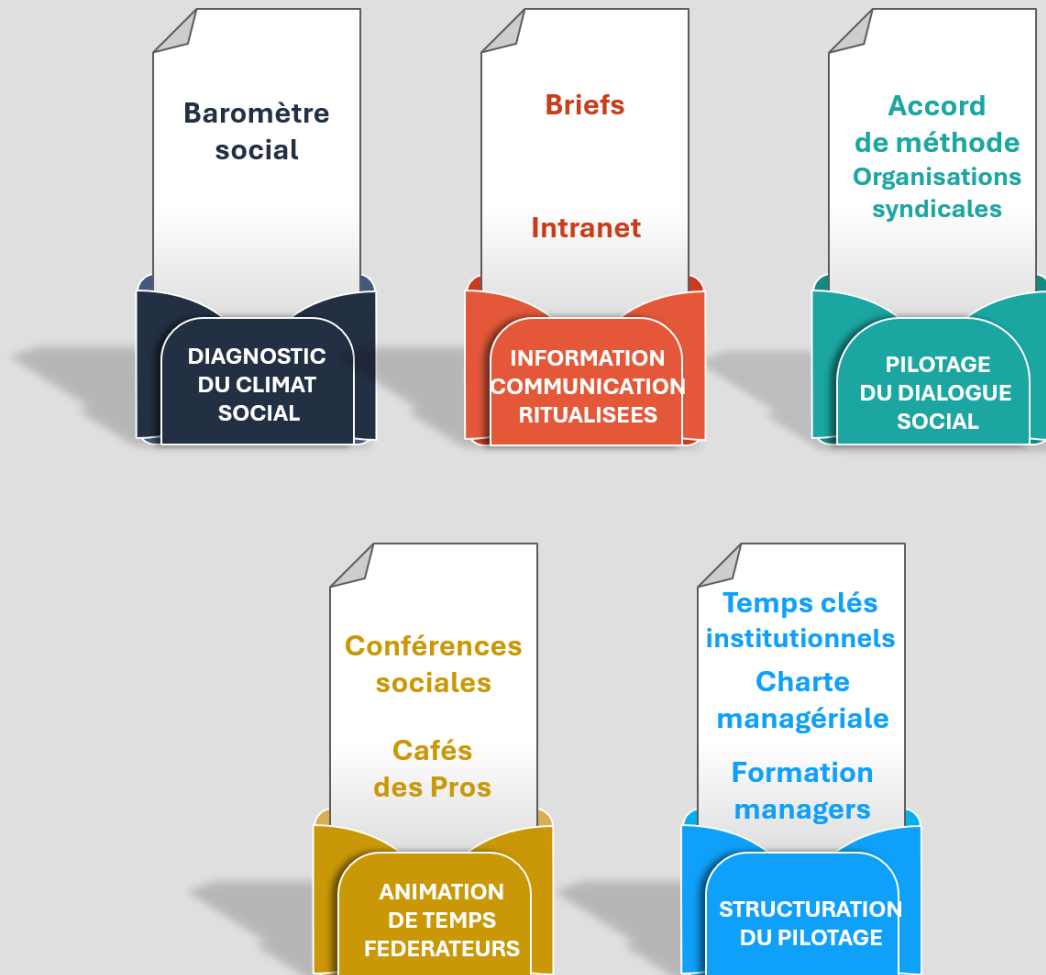 Baromètre
social
DIAGNOSTIC
DU CLIMAT
SOCIAL
Briefs
Intranet
INFORMATION
COMMUNICATION
RITUALISEES
Accord
de méthode
Organisations
syndicales
PILOTAGE
DU DIALOGUE
SOCIAL
Conférences
sociales
Cafés
des Pros
ANIMATION
DE TEMPS
FEDERATEURS
Temps clés
institutionnels
Charte
managériale
Formation
managers
STRUCTURATION
DU PILOTAGE